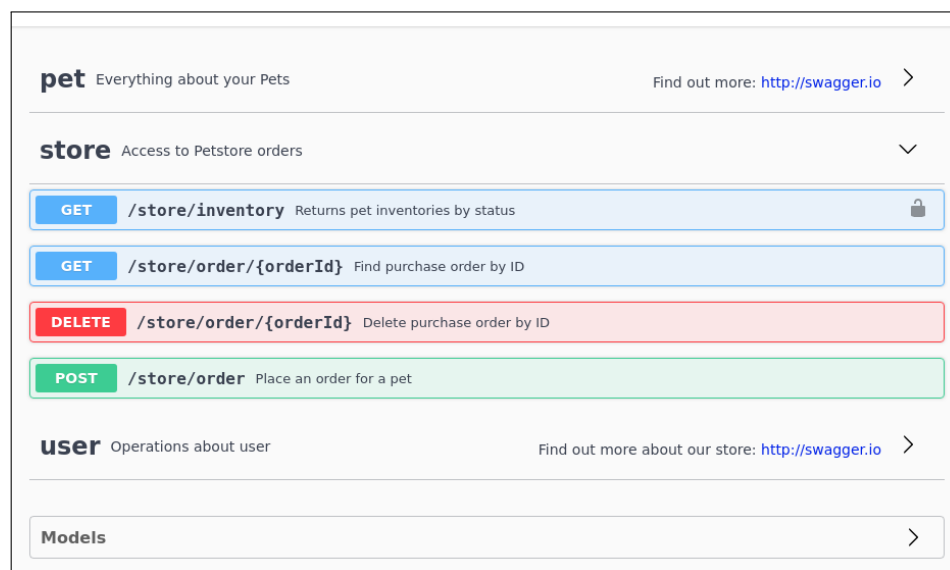 pet Everything about your Pets Find out more: http://swagger.io
store Access to Petstore orders
GET /store/inventory Returns pet inventories by status
GET /store/order/{orderId} Find purchase order by ID
DELETE /store/order/{orderId} Delete purchase order by ID
POST /store/order Place an order for a pet
user Operations about user Find out more about our store: http://swagger.io
Models